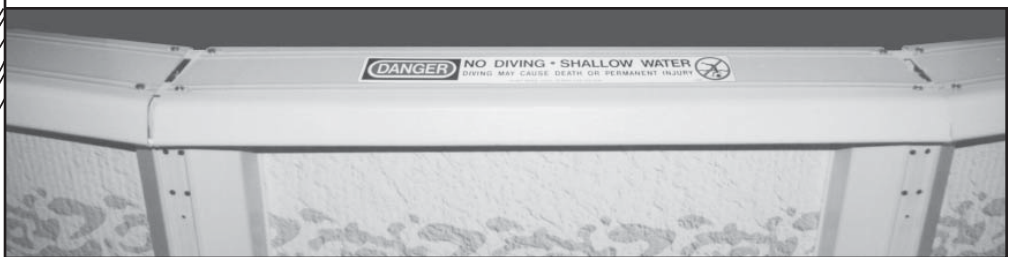 DANGER NO DIVING • SHALLOW WATER
DIVING MAY CAUSE DEATH OR PERMANENT INJURY